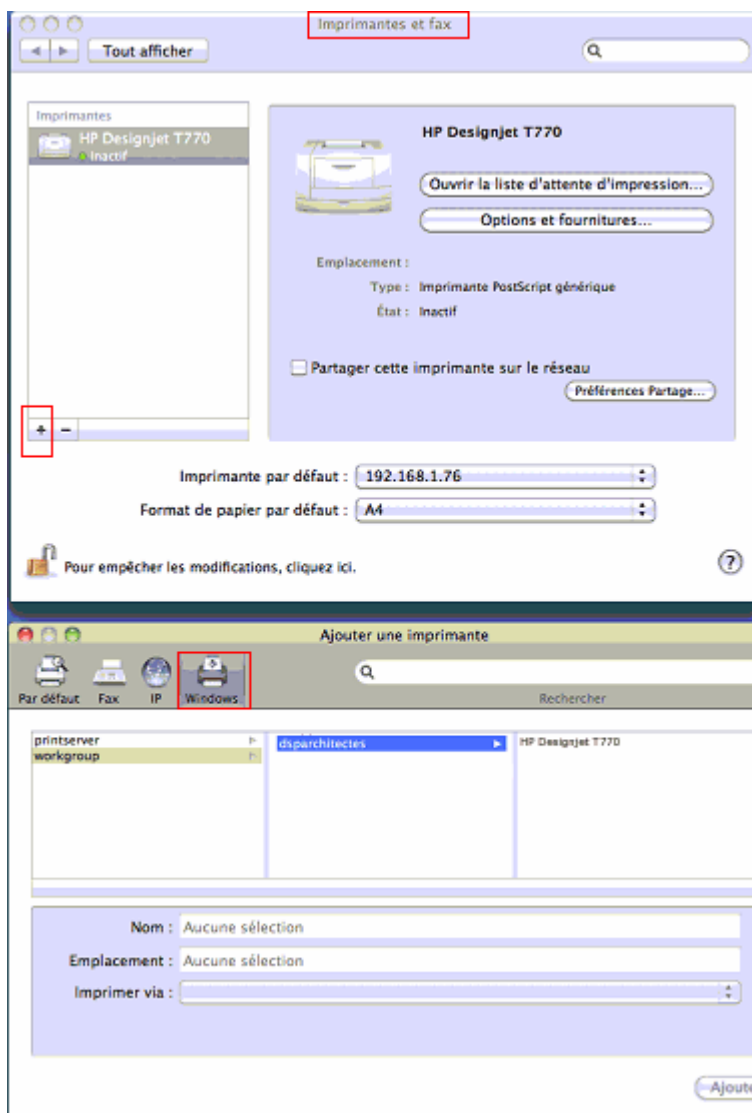 Imprimantes et fax
Tout afficher
Imprimantes
HP Designjet T770
Inactif
HP Designjet T770
Ouvrir la liste d'attente d'impression...
Options et fournitures...
Emplacement :
Type : Imprimante PostScript générique
État : Inactif
Partager cette imprimante sur le réseau
Préférences Partage...
+ −
Imprimante par défaut : 192.168.1.76
Format de papier par défaut : A4
Pour empêcher les modifications, cliquez ici.
?
Ajouter une imprimante
Par défaut Fax IP Windows Rechercher
printserver dsparchitectes HP Designjet T770
workgroup
Nom : Aucune sélection
Emplacement : Aucune sélection
Imprimer via :
Ajoute